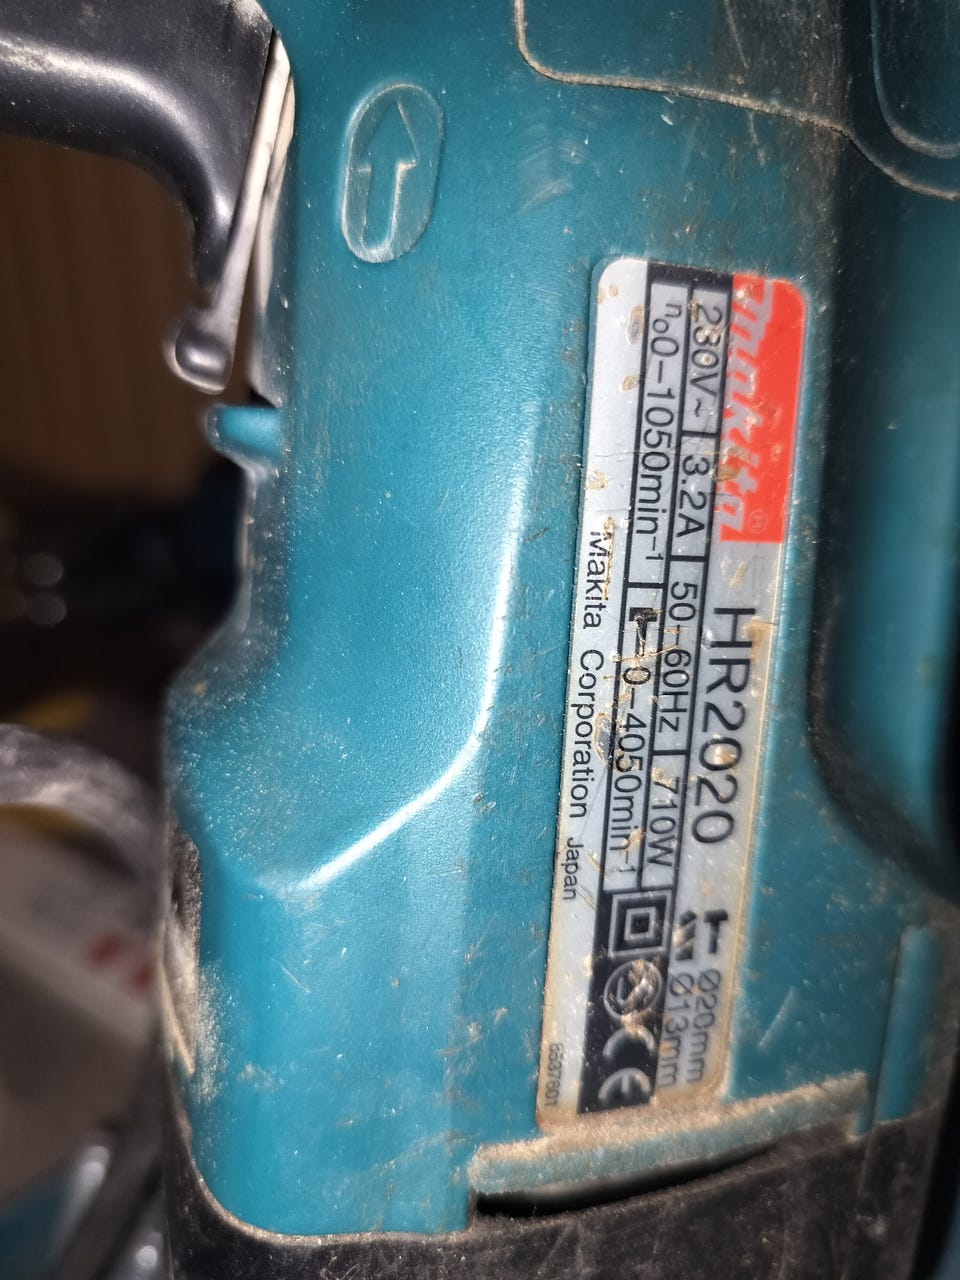 makita®
HR2020
230V~ 3.2A 50-60Hz 710W
n₀0-1050min⁻¹ 0-4050min⁻¹
Makita Corporation Japan
Ø20mm
Ø13mm
CE